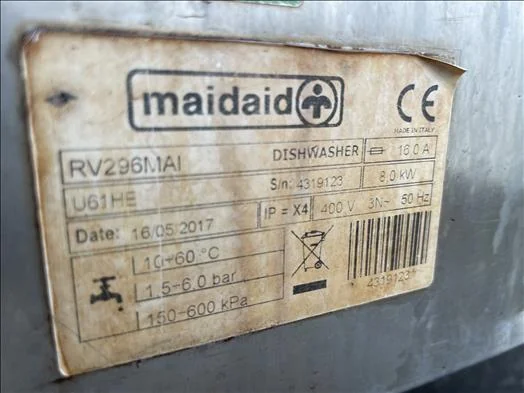 maidaid
CE
MADE IN ITALY
RV296MAI DISHWASHER 16.0 A
U61HE S/n: 4319123 8.0 kW
Date: 16/05 2017 IP = X4 400 V 3N~ 50 Hz
10÷60 °C
1.5-6.0 bar
150-600 kPa
4319123